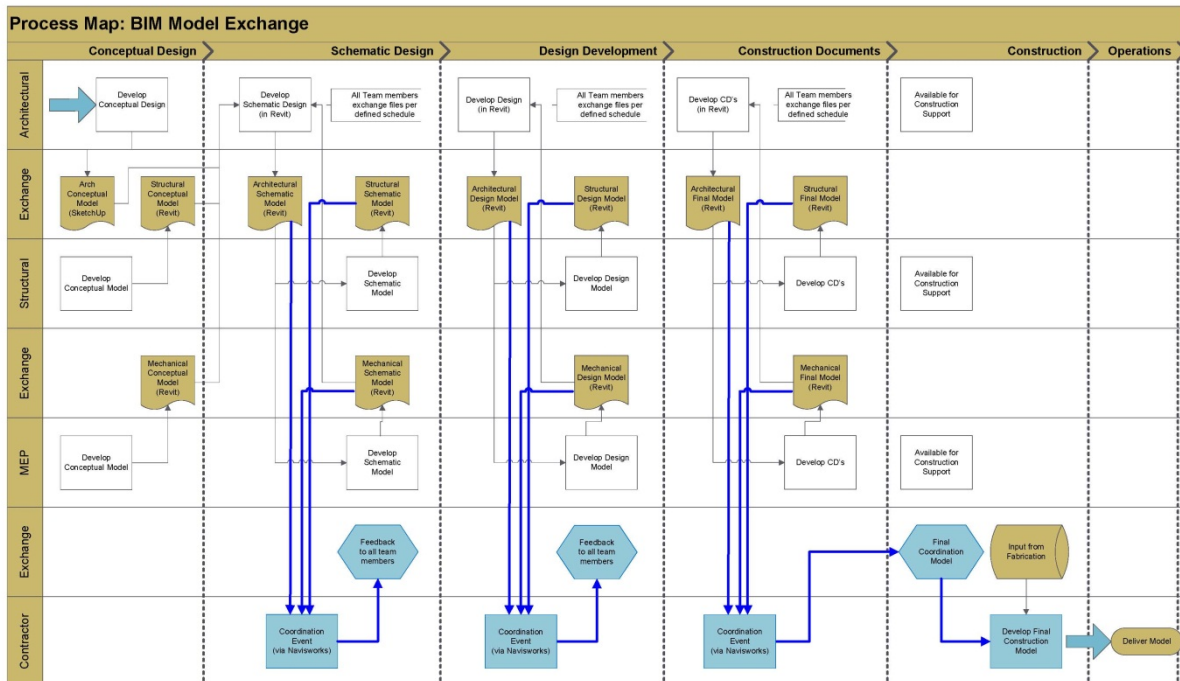 Process Map: BIM Model Exchange
Conceptual Design
Schematic Design
Design Development
Construction Documents
Construction
Operations
Architectural
Develop
Conceptual Design
Develop
Schematic Design
(in Revit)
All Team members
exchange files per
defined schedule
Develop Design
(in Revit)
All Team members
exchange files per
defined schedule
Develop CD's
(in Revit)
All Team members
exchange files per
defined schedule
Available for
Construction
Support
Exchange
Arch
Conceptual
Model
(SketchUp
Structural
Conceptual
Model
(Revit)
Architectural
Schematic Model
(Revit)
Structural
Schematic Model
(Revit)
Architectural
Design Model
(Revit)
Structural
Design Model
(Revit)
Architectural
Final Model
(Revit)
Structural
Final Model
(Revit)
Structural
Develop
Conceptual Model
Develop
Schematic
Model
Develop Design
Model
Develop CD's
Available for
Construction
Support
Exchange
Mechanical
Conceptual
Model
(Revit)
Mechanical
Schematic Model
(Revit)
Mechanical
Design Model
(Revit)
Mechanical
Final Model
(Revit)
MEP
Develop
Conceptual Model
Develop
Schematic
Model
Develop Design
Model
Develop CD's
Available for
Construction
Support
Exchange
Feedback
to all team
members
Feedback
to all team
members
Final
Coordination
Model
Input from
Fabrication
Contractor
Coordination
Event
(via Navisworks)
Coordination
Event
(via Navisworks)
Coordination
Event
(via Navisworks)
Develop Final
Construction
Model
Deliver Model